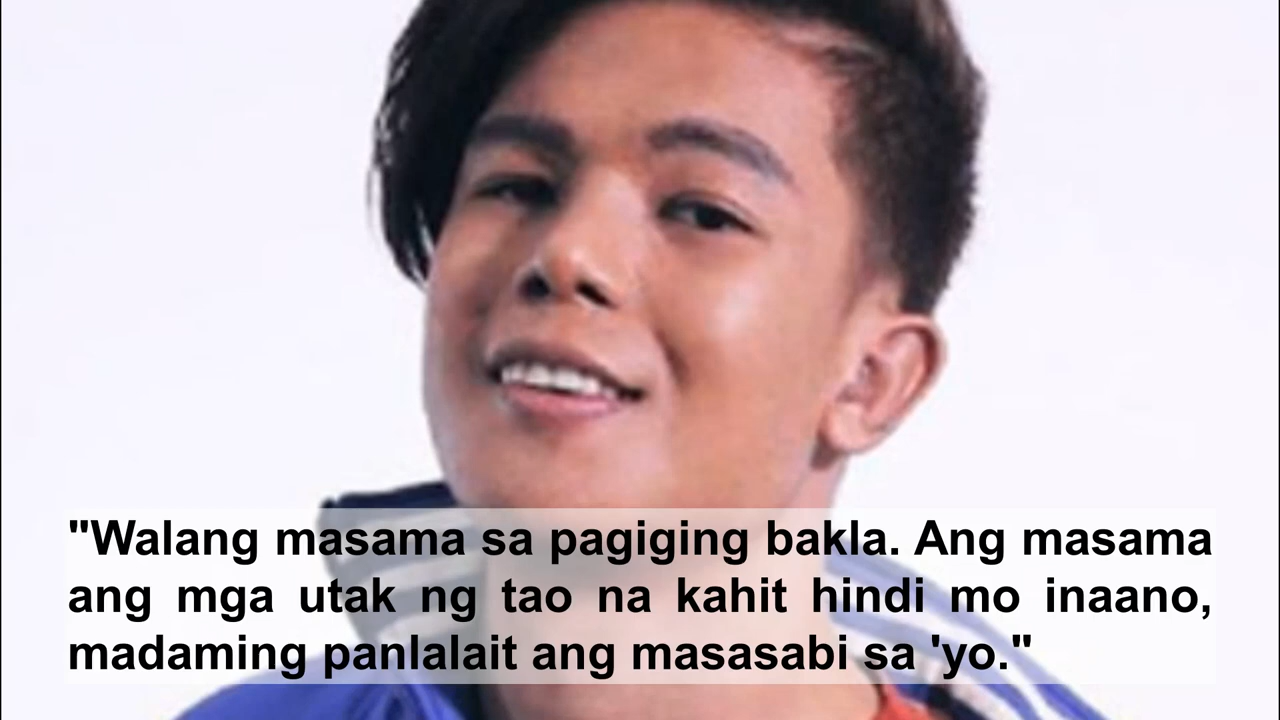 "Walang masama sa pagiging bakla. Ang masama
ang mga utak ng tao na kahit hindi mo inaano,
madaming panlalait ang masasabi sa 'yo."